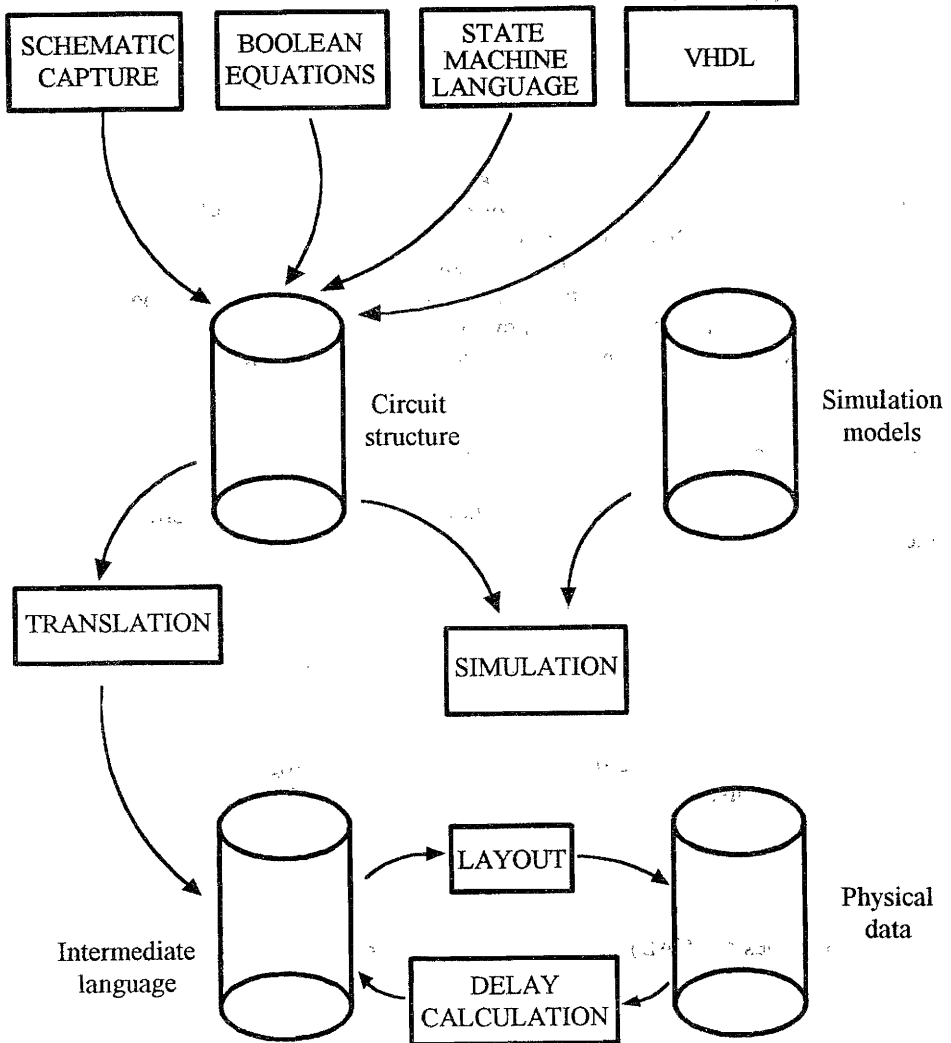 SCHEMATIC
CAPTURE
BOOLEAN
EQUATIONS
STATE
MACHINE
LANGUAGE
VHDL
Circuit
structure
Simulation
models
TRANSLATION
SIMULATION
LAYOUT
Physical
data
Intermediate
language
DELAY
CALCULATION